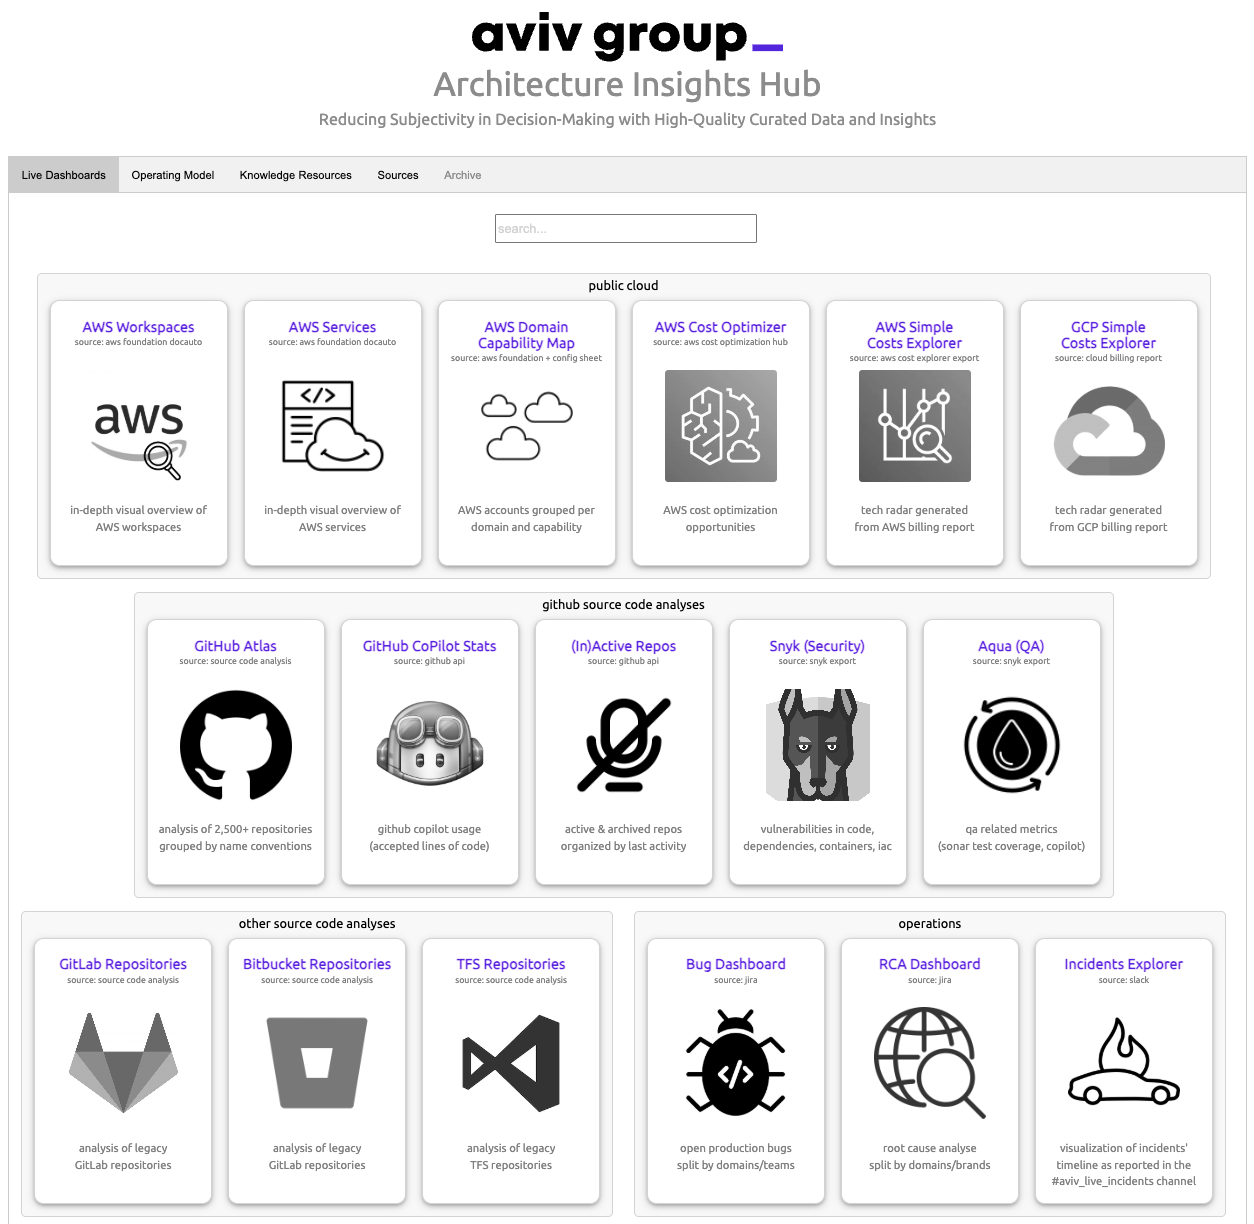 aviv group_
Architecture Insights Hub
Reducing Subjectivity in Decision-Making with High-Quality Curated Data and Insights
Live Dashboards
Operating Model
Knowledge Resources
Sources
Archive
search...
public cloud
AWS Workspaces
source: aws foundation docauto
aws
in-depth visual overview of
AWS workspaces
AWS Services
source: aws foundation docauto
</>
in-depth visual overview of
AWS services
AWS Domain
Capability Map
source: aws foundation + config sheet
AWS accounts grouped per
domain and capability
AWS Cost Optimizer
source: aws cost optimization hub
AWS cost optimization
opportunities
AWS Simple
Costs Explorer
source: aws cost explorer export
tech radar generated
from AWS billing report
GCP Simple
Costs Explorer
source: cloud billing report
tech radar generated
from GCP billing report
github source code analyses
GitHub Atlas
source: source code analysis
analysis of 2,500+ repositories
grouped by name conventions
GitHub CoPilot Stats
source: github api
github copilot usage
(accepted lines of code)
(In)Active Repos
source: github api
active & archived repos
organized by last activity
Snyk (Security)
source: snyk export
vulnerabilities in code,
dependencies, containers, iac
Aqua (QA)
source: snyk export
qa related metrics
(sonar test coverage, copilot)
other source code analyses
GitLab Repositories
source: source code analysis
analysis of legacy
GitLab repositories
Bitbucket Repositories
source: source code analysis
analysis of legacy
GitLab repositories
TFS Repositories
source: source code analysis
analysis of legacy
TFS repositories
operations
Bug Dashboard
source: jira
</>
open production bugs
split by domains/teams
RCA Dashboard
source: jira
root cause analyse
split by domains/brands
Incidents Explorer
source: slack
visualization of incidents'
timeline as reported in the
#aviv_live_incidents channel